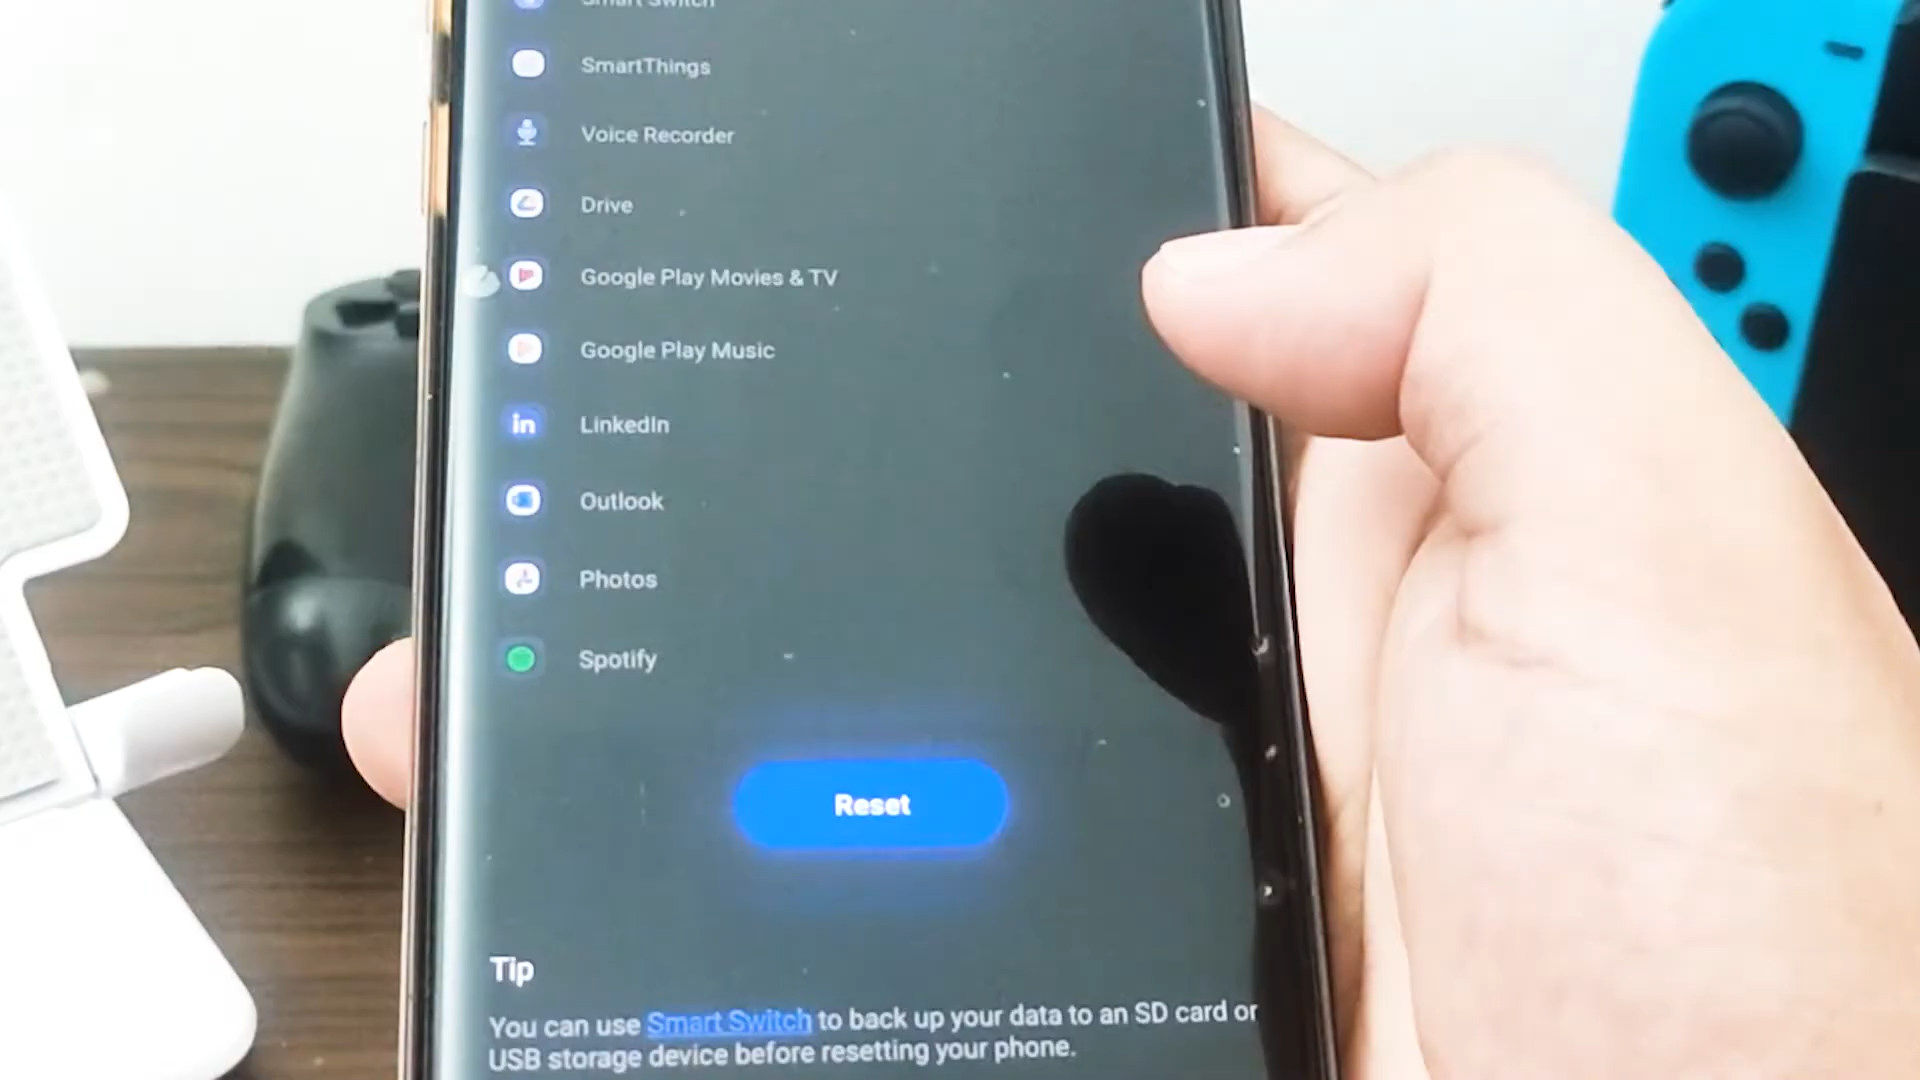 Smart Switch
SmartThings
Voice Recorder
Drive
Google Play Movies & TV
Google Play Music
in LinkedIn
Outlook
Photos
Spotify
Reset
Tip
You can use Smart Switch to back up your data to an SD card or
USB storage device before resetting your phone.